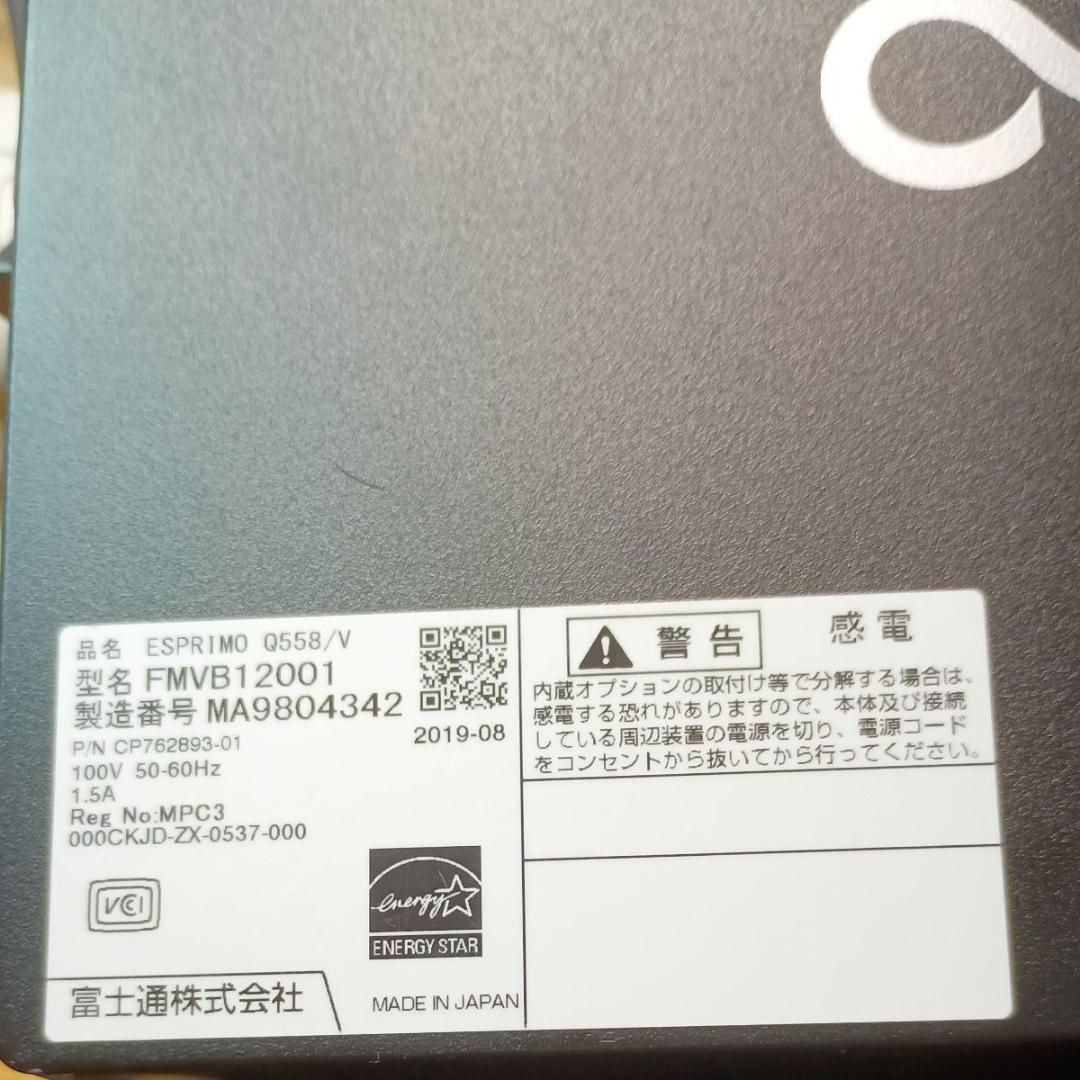 品名 ESPRIMO Q558/V
型名 FMVB12001
製造番号 MA9804342
2019-08
P/N CP762893-01
100V 50-60Hz
1.5A
Reg No:MPC3
000CKJD-ZX-0537-000
VCCI
energy
ENERGY STAR
富士通株式会社
MADE IN JAPAN
警告 感電
内蔵オプションの取付け等で分解する場合は、
感電する恐れがありますので、本体及び接続
している周辺装置の電源を切り、電源コード
をコンセントから抜いてから行ってください。